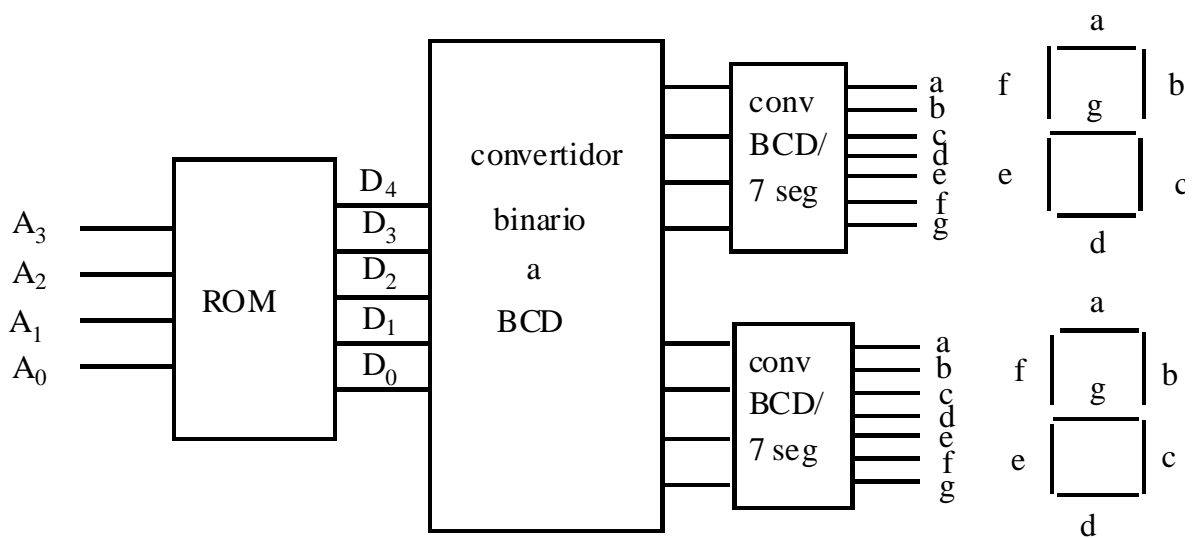 A3
A2
A1
A0
ROM
D4
D3
D2
D1
D0
convertidor
binario
a
BCD
conv
BCD/
7 seg
a
b
c
d
e
f
g
a
f
b
g
e
c
d
conv
BCD/
7 seg
a
b
c
d
e
f
g
a
f
b
g
e
c
d